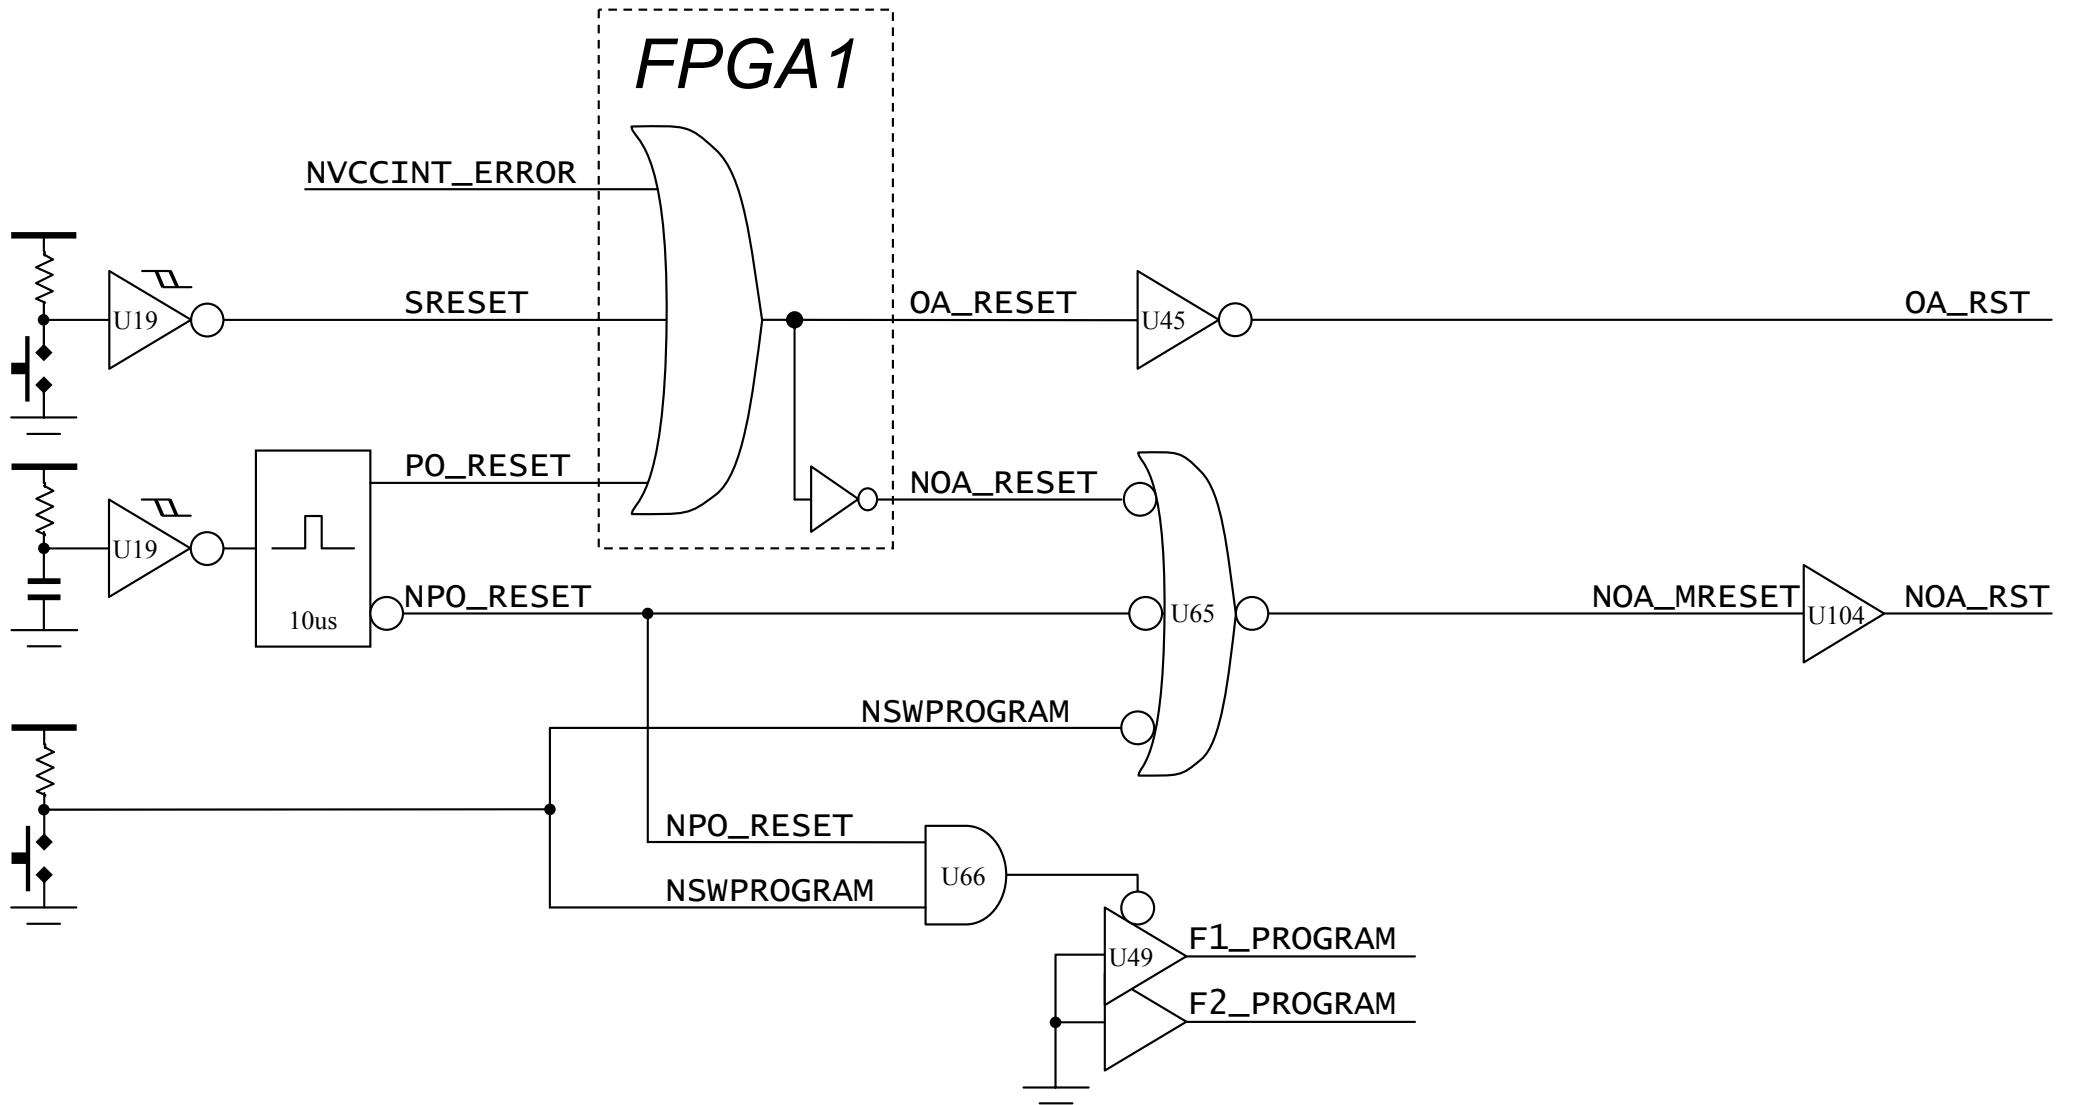 FPGA1
NVCCINT_ERROR
U19
SRESET
OA_RESET
U45
OA_RST
PO_RESET
NOA_RESET
U19
10us
NPO_RESET
U65
NOA_MRESET
U104
NOA_RST
NSWPROGRAM
NPO_RESET
U66
NSWPROGRAM
U49
F1_PROGRAM
F2_PROGRAM